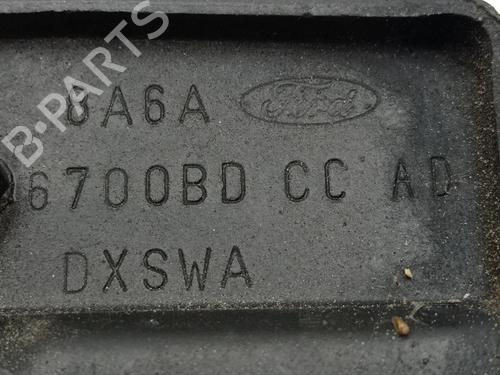 8A6A Ford
6700BD CC AD
DXSWA
B-PARTS